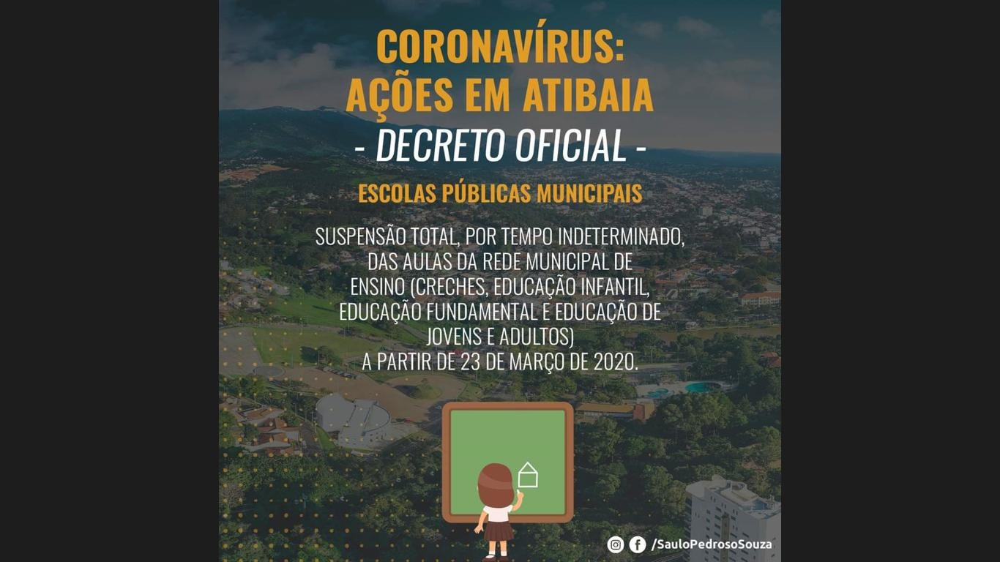 CORONAVÍRUS:
AÇÕES EM ATIBAIA
- DECRETO OFICIAL -
ESCOLAS PÚBLICAS MUNICIPAIS
SUSPENSÃO TOTAL, POR TEMPO INDETERMINADO,
DAS AULAS DA REDE MUNICIPAL DE
ENSINO (CRECHES, EDUCAÇÃO INFANTIL,
EDUCAÇÃO FUNDAMENTAL E EDUCAÇÃO DE
JOVENS E ADULTOS)
A PARTIR DE 23 DE MARÇO DE 2020.
/SauloPedrosoSouza